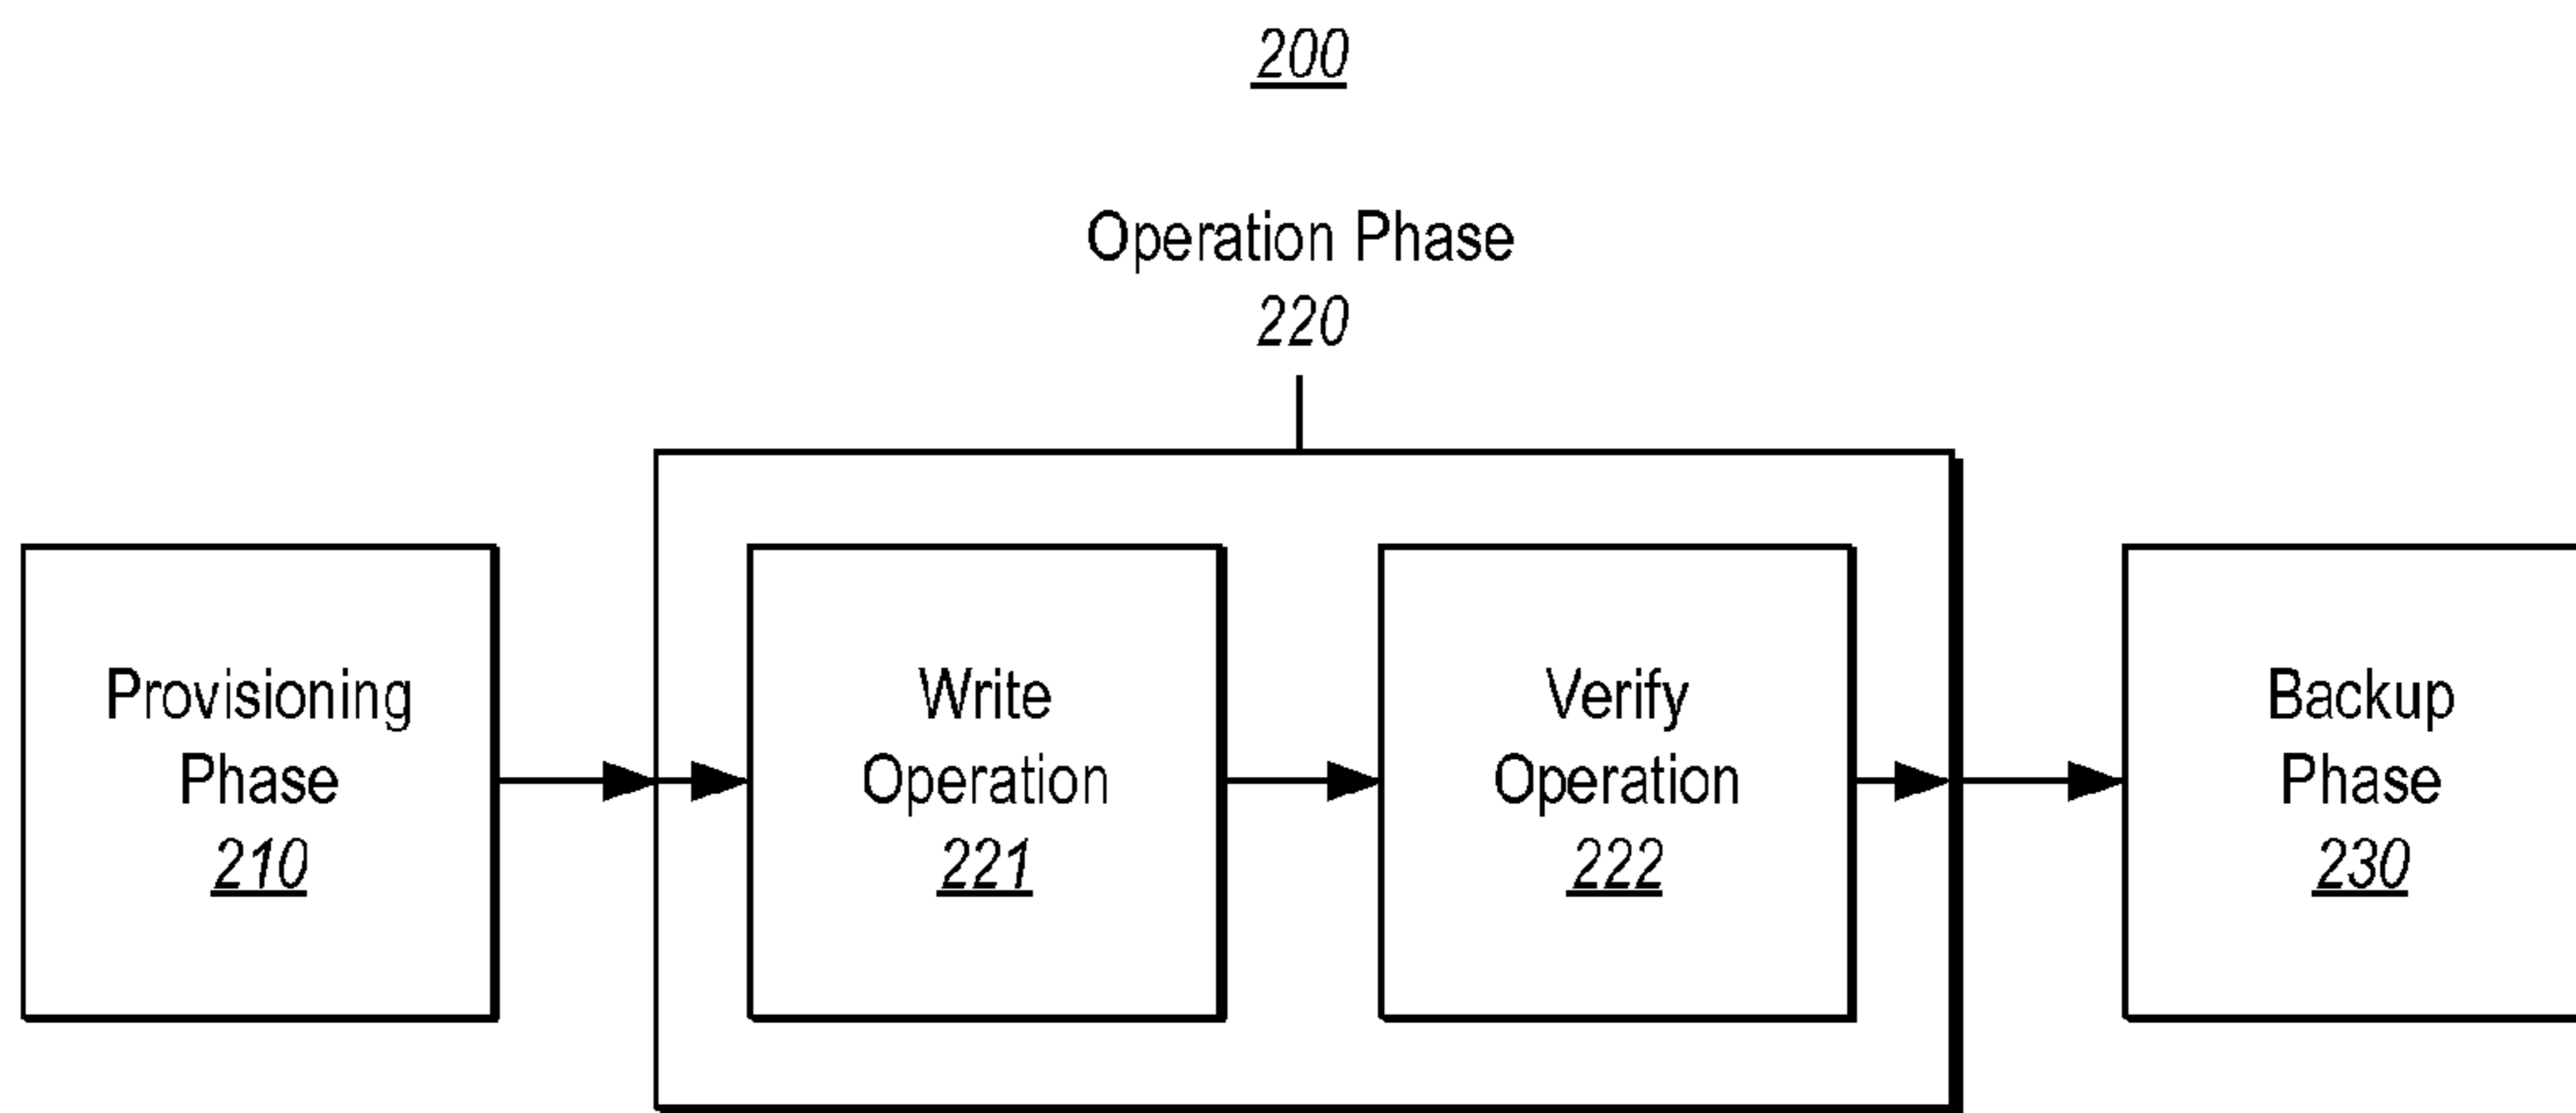 200
Operation Phase
220
Provisioning
Phase
210
Write
Operation
221
Verify
Operation
222
Backup
Phase
230